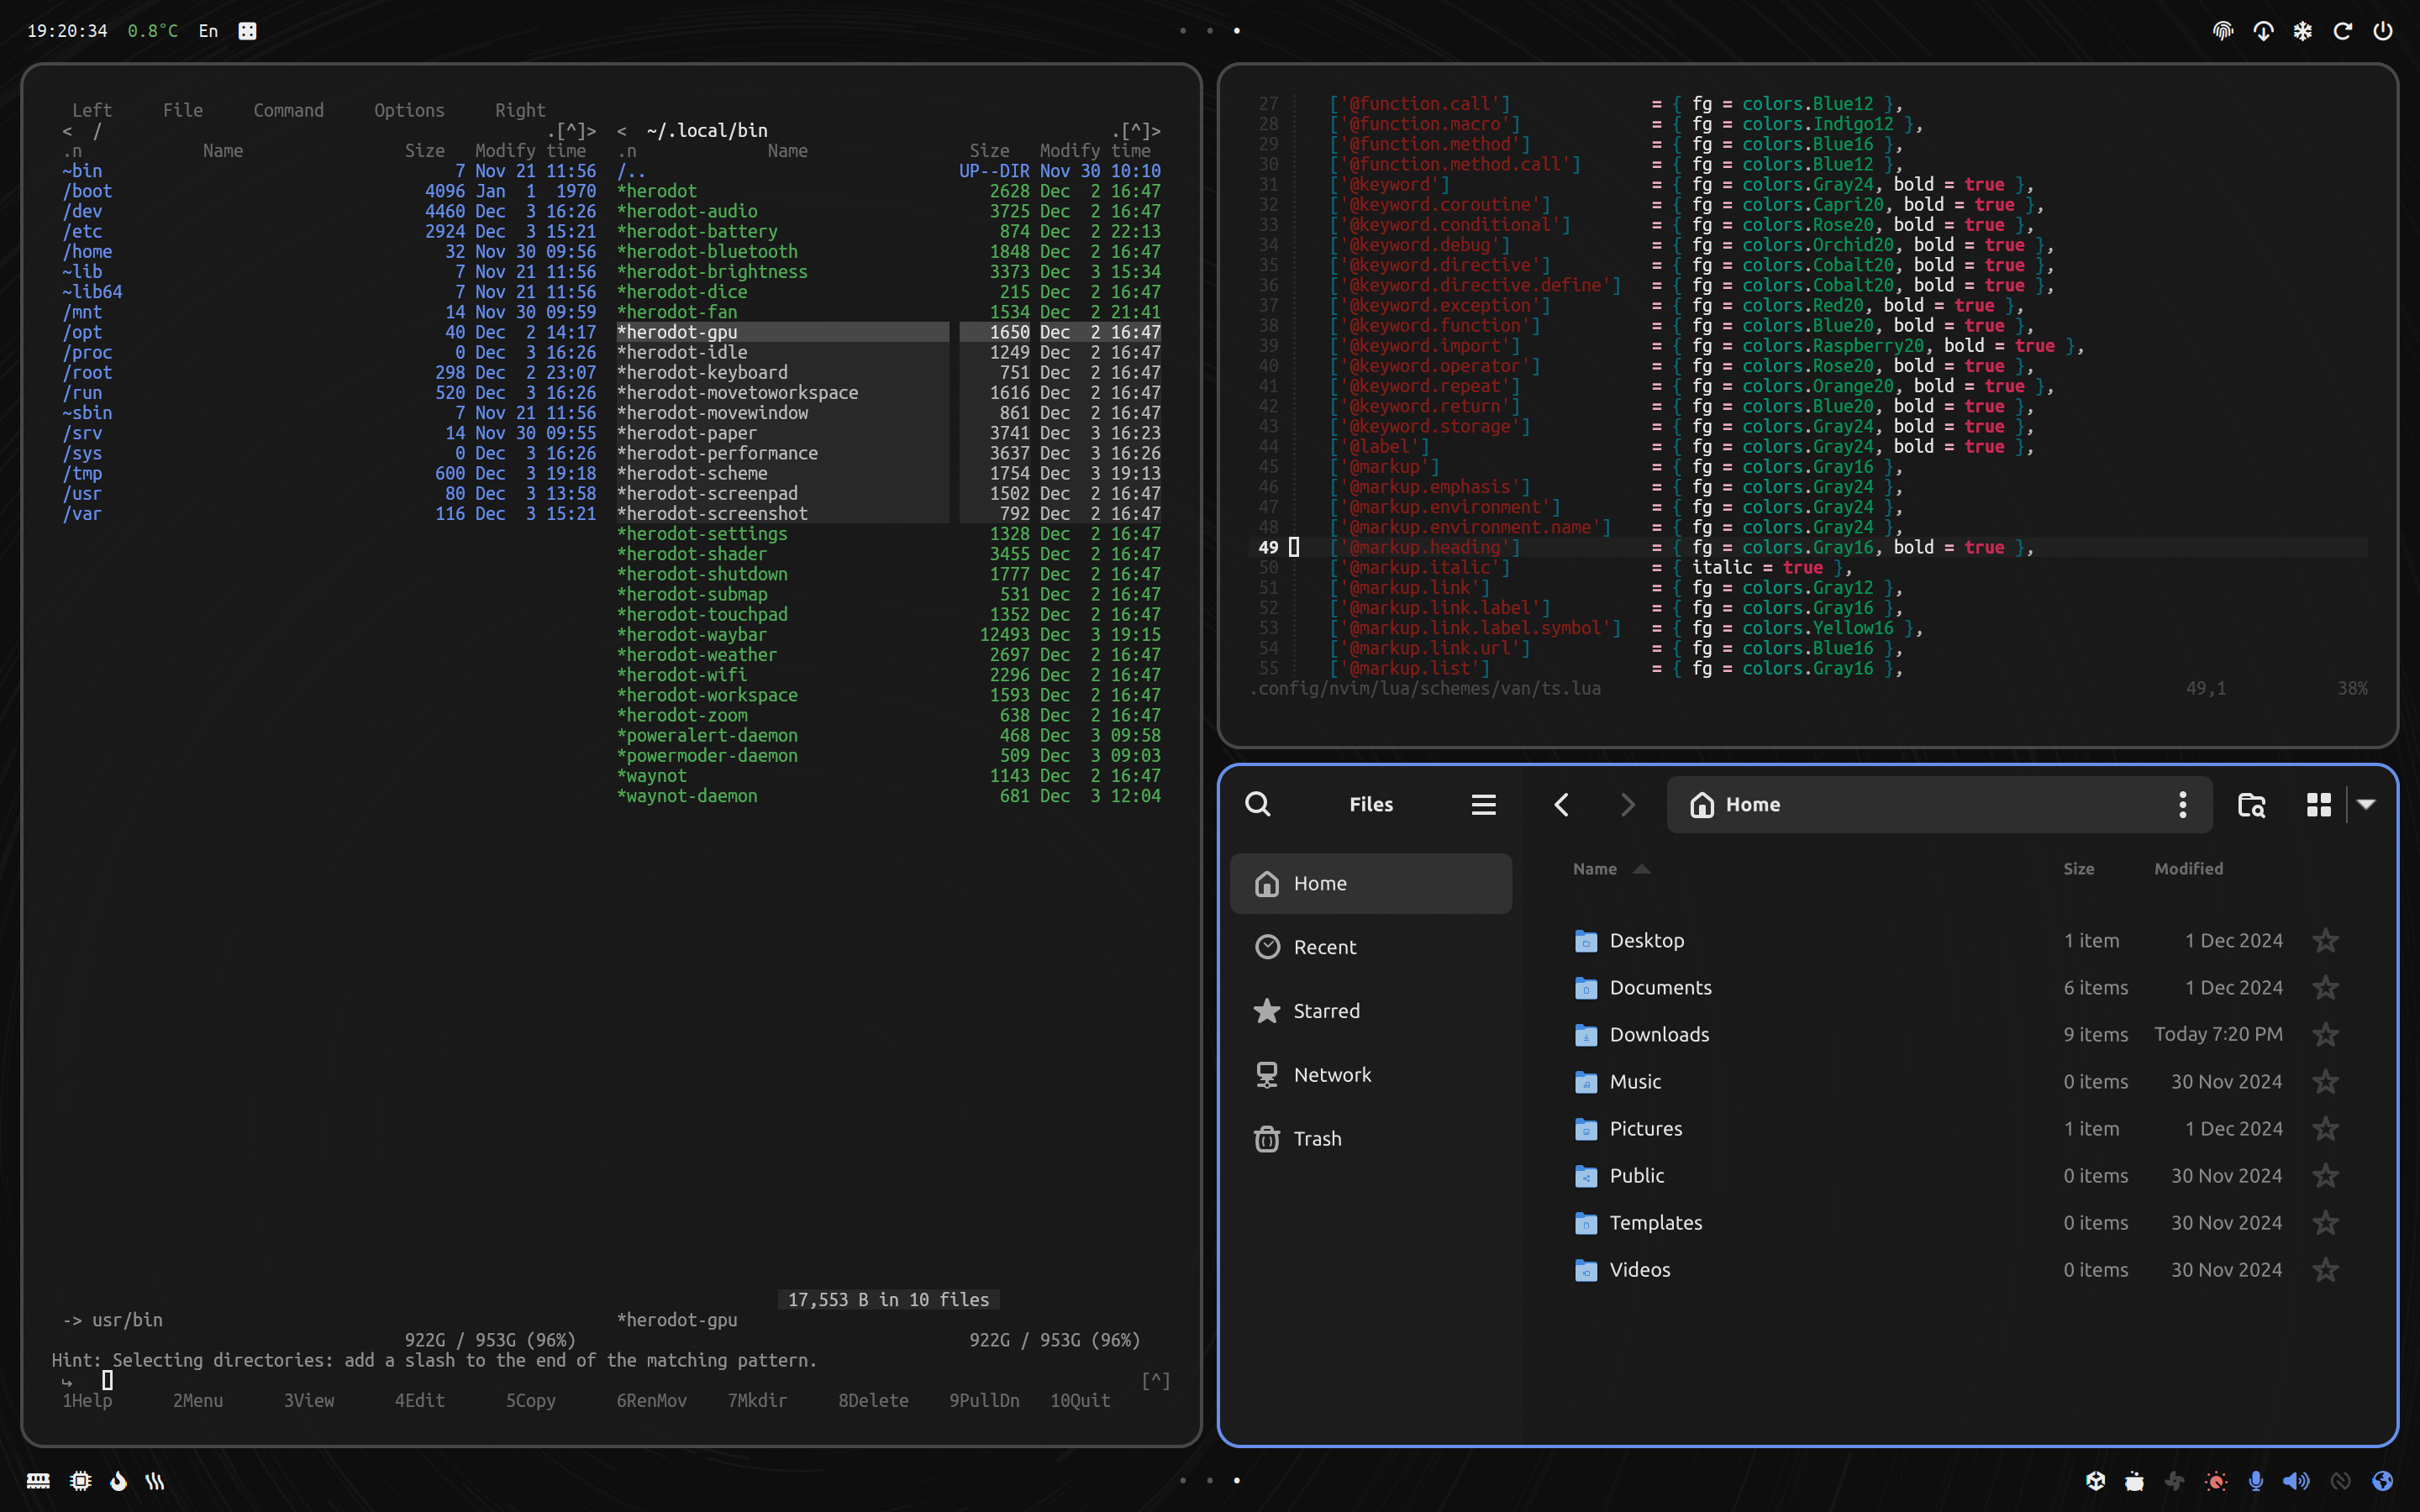 19:20:34 0.8°C En
Left File Command Options Right
< / .[^]> < ~/.local/bin .[^]>
.n Name Size Modify time .n Name Size Modify time
~bin 7 Nov 21 11:56 /.. UP--DIR Nov 30 10:10
/boot 4096 Jan 1 1970 *herodot 2628 Dec 2 16:47
/dev 4460 Dec 3 16:26 *herodot-audio 3725 Dec 2 16:47
/etc 2924 Dec 3 15:21 *herodot-battery 874 Dec 2 22:13
/home 32 Nov 30 09:56 *herodot-bluetooth 1848 Dec 2 16:47
~lib 7 Nov 21 11:56 *herodot-brightness 3373 Dec 3 15:34
~lib64 7 Nov 21 11:56 *herodot-dice 215 Dec 2 16:47
/mnt 14 Nov 30 09:59 *herodot-fan 1534 Dec 2 21:41
/opt 40 Dec 2 14:17 *herodot-gpu 1650 Dec 2 16:47
/proc 0 Dec 3 16:26 *herodot-idle 1249 Dec 2 16:47
/root 298 Dec 2 23:07 *herodot-keyboard 751 Dec 2 16:47
/run 520 Dec 3 16:26 *herodot-movetoworkspace 1616 Dec 2 16:47
~sbin 7 Nov 21 11:56 *herodot-movewindow 861 Dec 2 16:47
/srv 14 Nov 30 09:55 *herodot-paper 3741 Dec 3 16:23
/sys 0 Dec 3 16:26 *herodot-performance 3637 Dec 3 16:26
/tmp 600 Dec 3 19:18 *herodot-scheme 1754 Dec 3 19:13
/usr 80 Dec 3 13:58 *herodot-screenpad 1502 Dec 2 16:47
/var 116 Dec 3 15:21 *herodot-screenshot 792 Dec 2 16:47
*herodot-settings 1328 Dec 2 16:47
*herodot-shader 3455 Dec 2 16:47
*herodot-shutdown 1777 Dec 2 16:47
*herodot-submap 531 Dec 2 16:47
*herodot-touchpad 1352 Dec 2 16:47
*herodot-waybar 12493 Dec 3 19:15
*herodot-weather 2697 Dec 2 16:47
*herodot-wifi 2296 Dec 2 16:47
*herodot-workspace 1593 Dec 2 16:47
*herodot-zoom 638 Dec 2 16:47
*poweralert-daemon 468 Dec 3 09:58
*powermoder-daemon 509 Dec 3 09:03
*waynot 1143 Dec 2 16:47
*waynot-daemon 681 Dec 3 12:04
17,553 B in 10 files
-> usr/bin *herodot-gpu
922G / 953G (96%) 922G / 953G (96%)
Hint: Selecting directories: add a slash to the end of the matching pattern.
↪ [^]
1Help 2Menu 3View 4Edit 5Copy 6RenMov 7Mkdir 8Delete 9PullDn 10Quit
27 ['@function.call'] = { fg = colors.Blue12 },
28 ['@function.macro'] = { fg = colors.Indigo12 },
29 ['@function.method'] = { fg = colors.Blue16 },
30 ['@function.method.call'] = { fg = colors.Blue12 },
31 ['@keyword'] = { fg = colors.Gray24, bold = true },
32 ['@keyword.coroutine'] = { fg = colors.Capri20, bold = true },
33 ['@keyword.conditional'] = { fg = colors.Rose20, bold = true },
34 ['@keyword.debug'] = { fg = colors.Orchid20, bold = true },
35 ['@keyword.directive'] = { fg = colors.Cobalt20, bold = true },
36 ['@keyword.directive.define'] = { fg = colors.Cobalt20, bold = true },
37 ['@keyword.exception'] = { fg = colors.Red20, bold = true },
38 ['@keyword.function'] = { fg = colors.Blue20, bold = true },
39 ['@keyword.import'] = { fg = colors.Raspberry20, bold = true },
40 ['@keyword.operator'] = { fg = colors.Rose20, bold = true },
41 ['@keyword.repeat'] = { fg = colors.Orange20, bold = true },
42 ['@keyword.return'] = { fg = colors.Blue20, bold = true },
43 ['@keyword.storage'] = { fg = colors.Gray24, bold = true },
44 ['@label'] = { fg = colors.Gray24, bold = true },
45 ['@markup'] = { fg = colors.Gray16 },
46 ['@markup.emphasis'] = { fg = colors.Gray24 },
47 ['@markup.environment'] = { fg = colors.Gray24 },
48 ['@markup.environment.name'] = { fg = colors.Gray24 },
49 ['@markup.heading'] = { fg = colors.Gray16, bold = true },
50 ['@markup.italic'] = { italic = true },
51 ['@markup.link'] = { fg = colors.Gray12 },
52 ['@markup.link.label'] = { fg = colors.Gray16 },
53 ['@markup.link.label.symbol'] = { fg = colors.Yellow16 },
54 ['@markup.link.url'] = { fg = colors.Blue16 },
55 ['@markup.list'] = { fg = colors.Gray16 },
.config/nvim/lua/schemes/van/ts.lua 49,1 38%
Files Home
Home
Recent
Starred
Network
Trash
Name Size Modified
Desktop 1 item 1 Dec 2024
Documents 6 items 1 Dec 2024
Downloads 9 items Today 7:20 PM
Music 0 items 30 Nov 2024
Pictures 1 item 1 Dec 2024
Public 0 items 30 Nov 2024
Templates 0 items 30 Nov 2024
Videos 0 items 30 Nov 2024